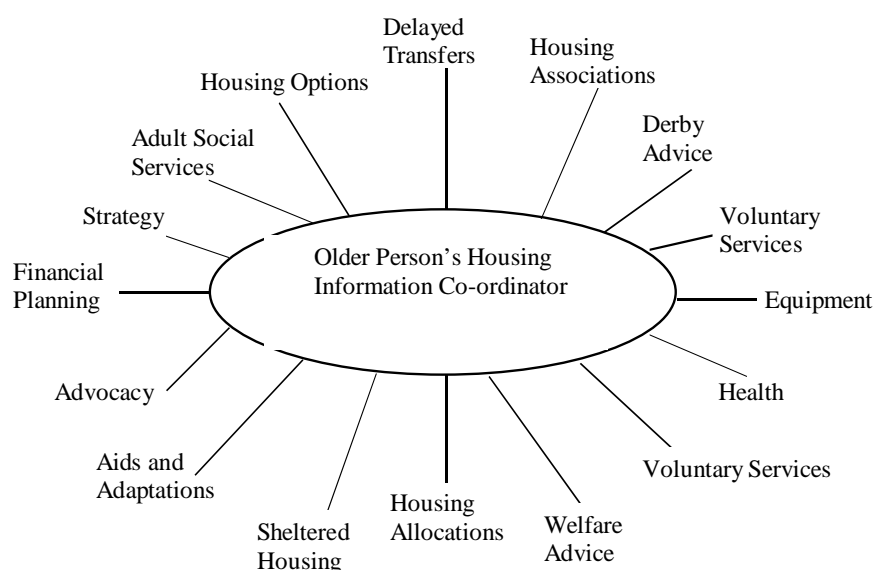 Delayed
Transfers
Housing
Associations
Housing Options
Derby
Advice
Adult Social
Services
Strategy
Voluntary
Services
Older Person's Housing
Information Co-ordinator
Financial
Planning
Equipment
Advocacy
Health
Aids and
Adaptations
Voluntary Services
Housing
Allocations
Sheltered
Housing
Welfare
Advice